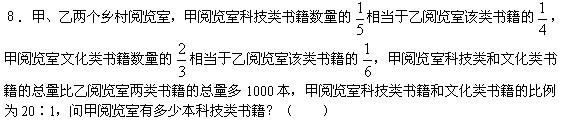 8. 甲、乙两个乡村阅览室，甲阅览室科技类书籍数量的1/5相当于乙阅览室该类书籍的1/4，
甲阅览室文化类书籍数量的2/3相当于乙阅览室该类书籍的1/6，甲阅览室科技类和文化类书
籍的总量比乙阅览室两类书籍的总量多1000本，甲阅览室科技类书籍和文化类书籍的比例
为20∶1，问甲阅览室有多少本科技类书籍？（ ）